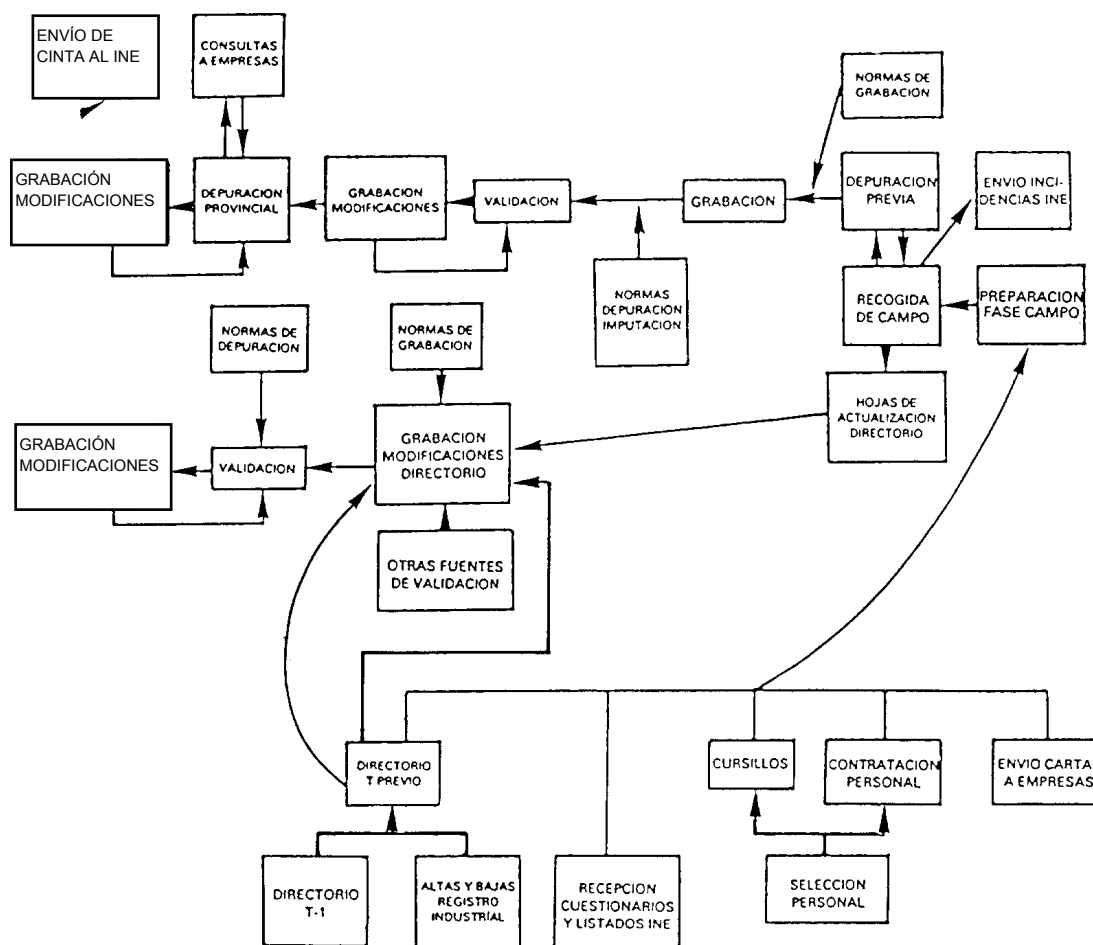 ENVÍO DE
CINTA AL INE
CONSULTAS
A EMPRESAS
NORMAS DE
GRABACION
GRABACIÓN
MODIFICACIONES
DEPURACION
PROVINCIAL
GRABACION
MODIFICACIONES
VALIDACION
GRABACION
DEPURACION
PREVIA
ENVIO INCI-
DENCIAS INE
NORMAS
DEPURACION
IMPUTACION
RECOGIDA
DE CAMPO
PREPARACION
FASE CAMPO
NORMAS DE
DEPURACION
NORMAS DE
GRABACION
HOJAS DE
ACTUALIZACION
DIRECTORIO
GRABACIÓN
MODIFICACIONES
VALIDACION
GRABACION
MODIFICACIONES
DIRECTORIO
OTRAS FUENTES
DE VALIDACION
DIRECTORIO
T PREVIO
CURSILLOS
CONTRATACION
PERSONAL
ENVIO CARTA
A EMPRESAS
DIRECTORIO
T-1
ALTAS Y BAJAS
REGISTRO
INDUSTRIAL
RECEPCION
CUESTIONARIOS
Y LISTADOS INE
SELECCION
PERSONAL